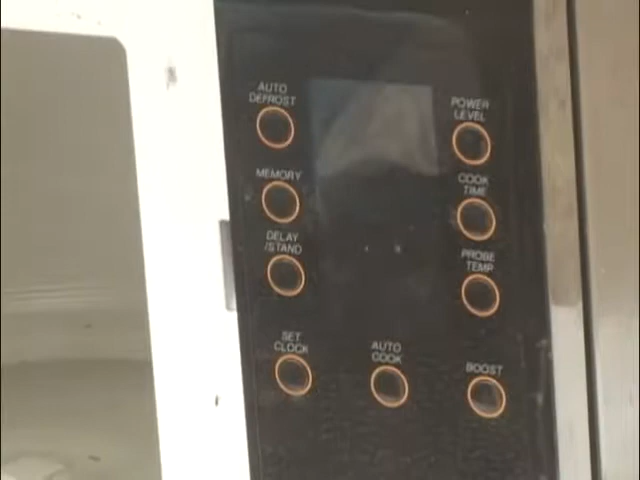 AUTO
DEFROST
POWER
LEVEL
MEMORY
COOK
TIME
DELAY
/STAND
PROBE
TEMP
SET
CLOCK
AUTO
COOK
BOOST